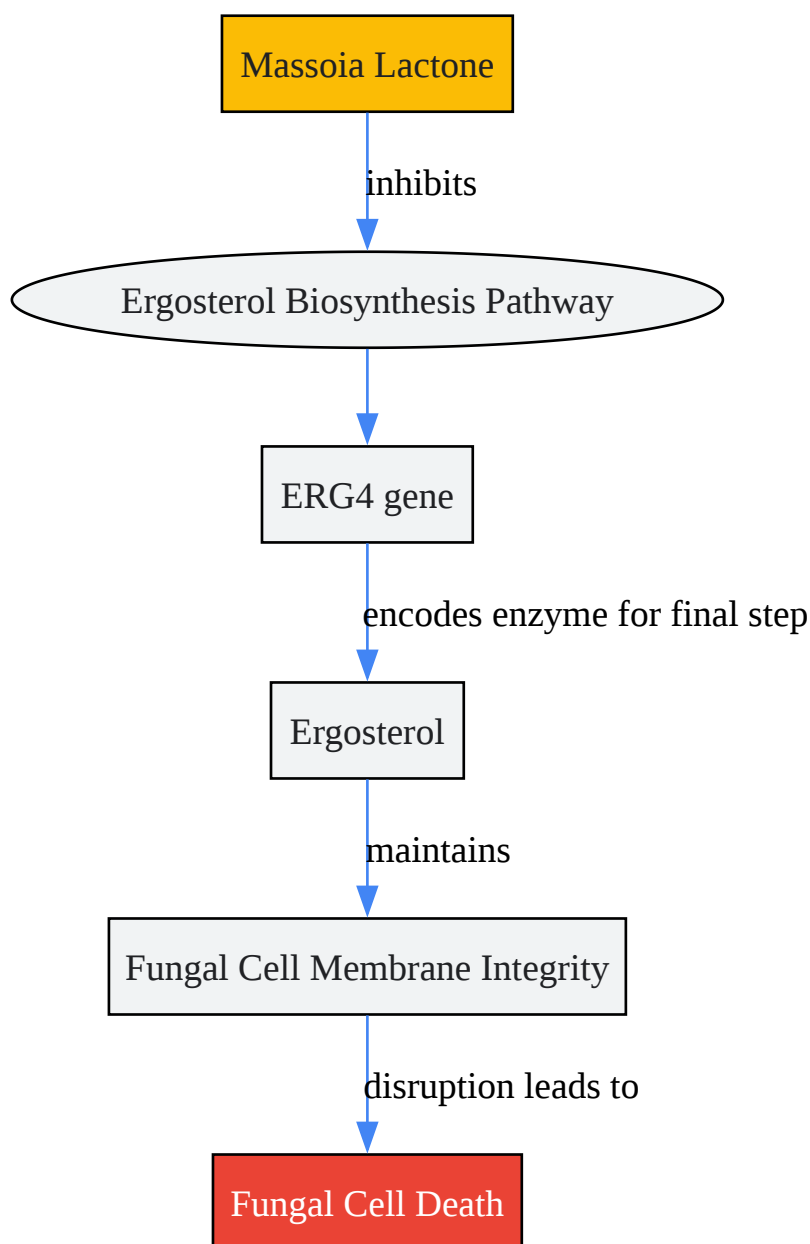 Massoia Lactone
inhibits
Ergosterol Biosynthesis Pathway
ERG4 gene
encodes enzyme for final step
Ergosterol
maintains
Fungal Cell Membrane Integrity
disruption leads to
Fungal Cell Death